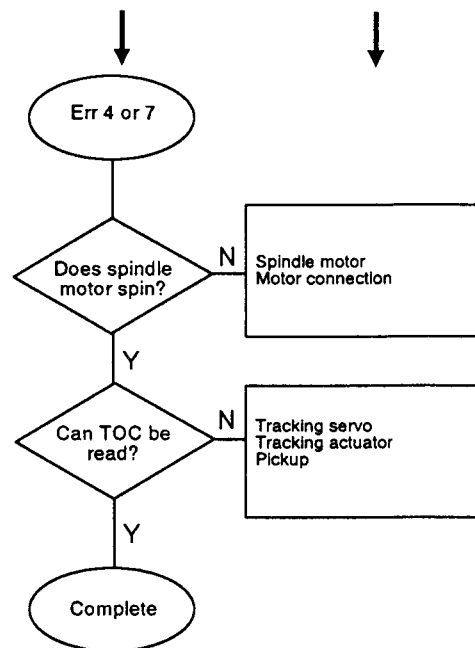 Err 4 or 7
Does spindle
motor spin?
N
Spindle motor
Motor connection
Y
Can TOC be
read?
N
Tracking servo
Tracking actuator
Pickup
Y
Complete